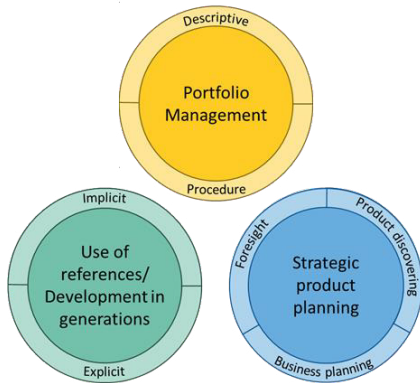 Descriptive
Portfolio
Management
Procedure
Implicit
Use of
references/
Development in
generations
Explicit
Foresight
Product discovering
Strategic
product
planning
Business planning